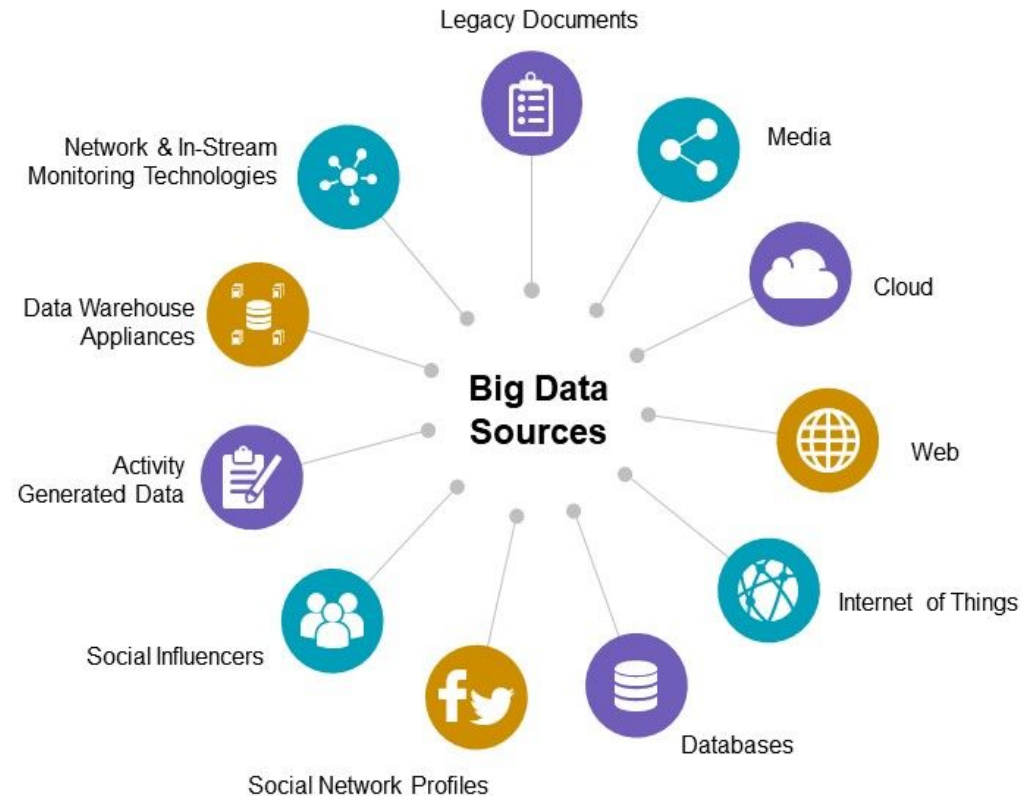 Legacy Documents
Media
Network & In-Stream
Monitoring Technologies
Cloud
Data Warehouse
Appliances
Big Data
Sources
Web
Activity
Generated Data
Internet of Things
Social Influencers
Databases
Social Network Profiles